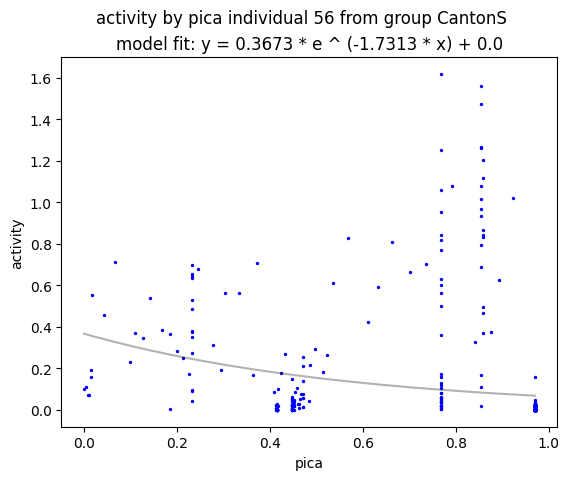 activity by pica individual 56 from group CantonS
model fit: y = 0.3673 * e ^ (-1.7313 * x) + 0.0
1.6
1.4
1.2
1.0
0.8
0.6
0.4
0.2
0.0
activity
0.0 0.2 0.4 0.6 0.8 1.0
pica